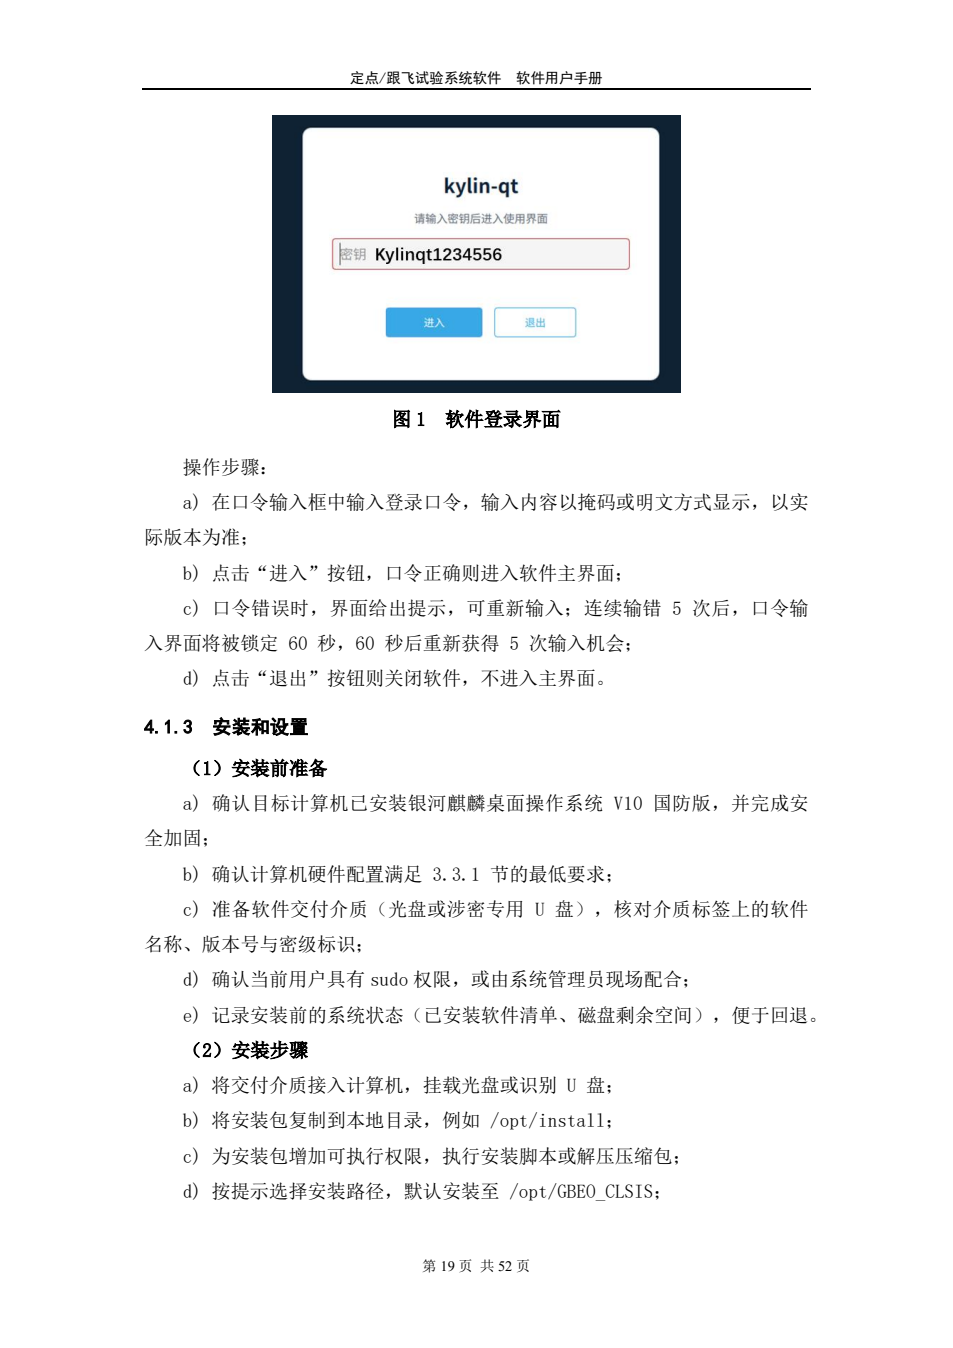 定点/跟飞试验系统软件 软件用户手册
kylin-qt
请输入密钥后进入使用界面
密钥 Kylinqt1234556
进入 退出
图 1 软件登录界面
操作步骤：
a) 在口令输入框中输入登录口令，输入内容以掩码或明文方式显示，以实
际版本为准；
b) 点击“进入”按钮，口令正确则进入软件主界面；
c) 口令错误时，界面给出提示，可重新输入；连续输错 5 次后，口令输
入界面将被锁定 60 秒，60 秒后重新获得 5 次输入机会；
d) 点击“退出”按钮则关闭软件，不进入主界面。
4.1.3 安装和设置
（1）安装前准备
a) 确认目标计算机已安装银河麒麟桌面操作系统 V10 国防版，并完成安
全加固；
b) 确认计算机硬件配置满足 3.3.1 节的最低要求；
c) 准备软件交付介质（光盘或涉密专用 U 盘），核对介质标签上的软件
名称、版本号与密级标识；
d) 确认当前用户具有 sudo 权限，或由系统管理员现场配合；
e) 记录安装前的系统状态（已安装软件清单、磁盘剩余空间），便于回退。
（2）安装步骤
a) 将交付介质接入计算机，挂载光盘或识别 U 盘；
b) 将安装包复制到本地目录，例如 /opt/install；
c) 为安装包增加可执行权限，执行安装脚本或解压压缩包；
d) 按提示选择安装路径，默认安装至 /opt/GBEO_CLSIS；
第 19 页 共 52 页